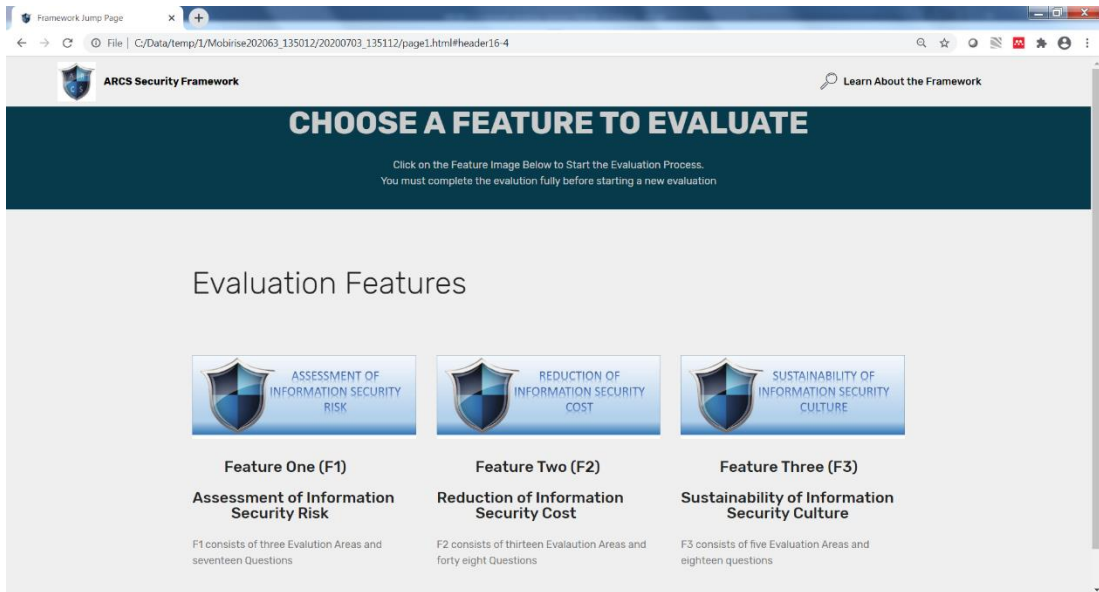 Framework Jump Page
File | C:/Data/temp/1/Mobirise202063_135012/20200703_135112/page1.html#header16-4
ARCS Security Framework
Learn About the Framework
CHOOSE A FEATURE TO EVALUATE
Click on the Feature Image Below to Start the Evaluation Process.
You must complete the evalution fully before starting a new evaluation
Evaluation Features
ASSESSMENT OF
INFORMATION SECURITY
RISK
REDUCTION OF
INFORMATION SECURITY
COST
SUSTAINABILITY OF
INFORMATION SECURITY
CULTURE
Feature One (F1)
Assessment of Information
Security Risk
F1 consists of three Evalution Areas and
seventeen Questions
Feature Two (F2)
Reduction of Information
Security Cost
F2 consists of thirteen Evalaution Areas and
forty eight Questions
Feature Three (F3)
Sustainability of Information
Security Culture
F3 consists of five Evaluation Areas and
eighteen questions